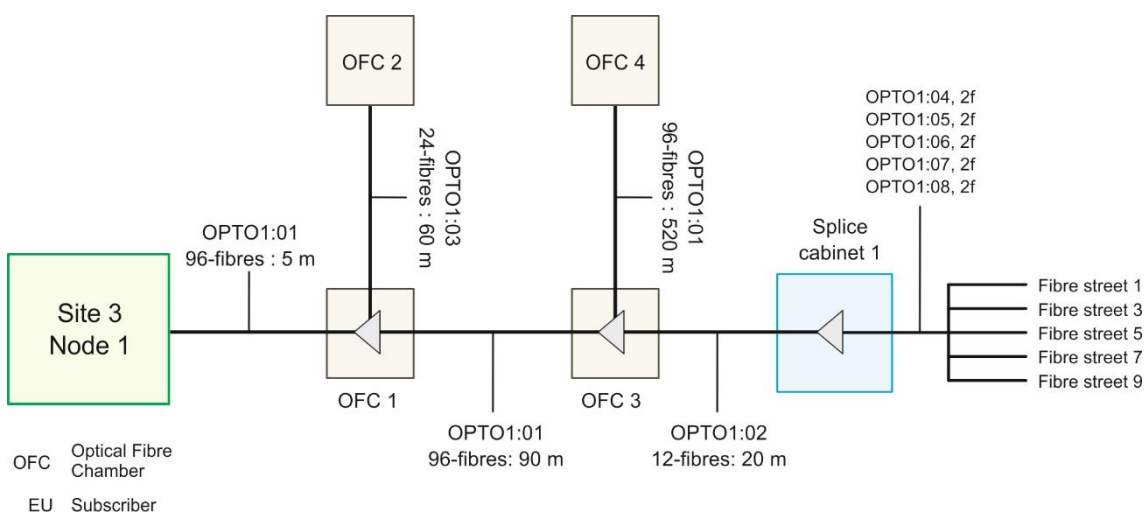 OFC 2
OFC 4
OPTO1:03
24-fibres : 60 m
OPTO1:01
96-fibres : 520 m
OPTO1:04, 2f
OPTO1:05, 2f
OPTO1:06, 2f
OPTO1:07, 2f
OPTO1:08, 2f
OPTO1:01
96-fibres : 5 m
Splice
cabinet 1
Site 3
Node 1
Fibre street 1
Fibre street 3
Fibre street 5
Fibre street 7
Fibre street 9
OFC 1
OFC 3
OPTO1:01
96-fibres: 90 m
OPTO1:02
12-fibres: 20 m
OFC Optical Fibre
Chamber
EU Subscriber